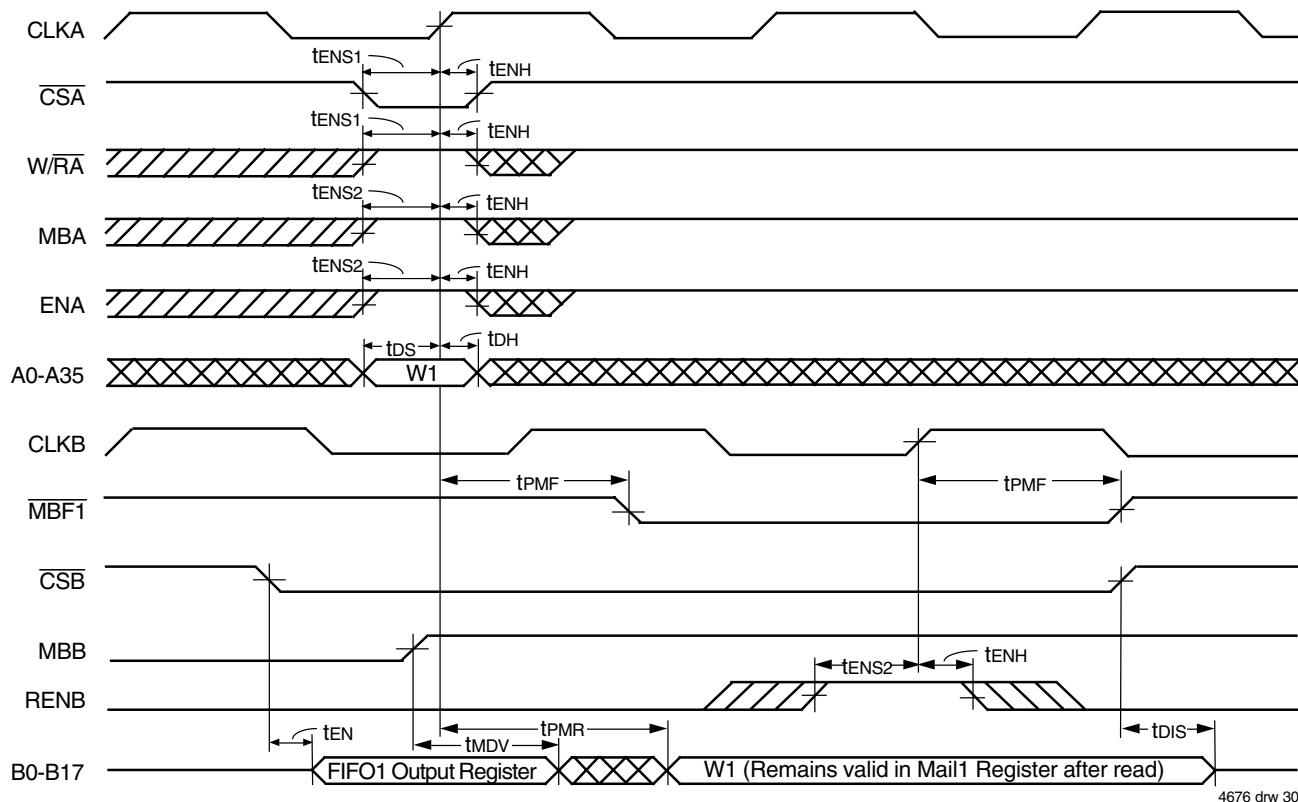 CLKA
tENS1
tENH
CSA
tENS1
tENH
W/RA
tENS2
tENH
MBA
tENS2
tENH
ENA
tDS
tDH
A0-A35
W1
CLKB
tPMF
tPMF
MBF1
CSB
MBB
tENS2
tENH
RENB
tEN
tMDV
tPMR
tDIS
B0-B17
FIFO1 Output Register
W1 (Remains valid in Mail1 Register after read)
4676 drw 30